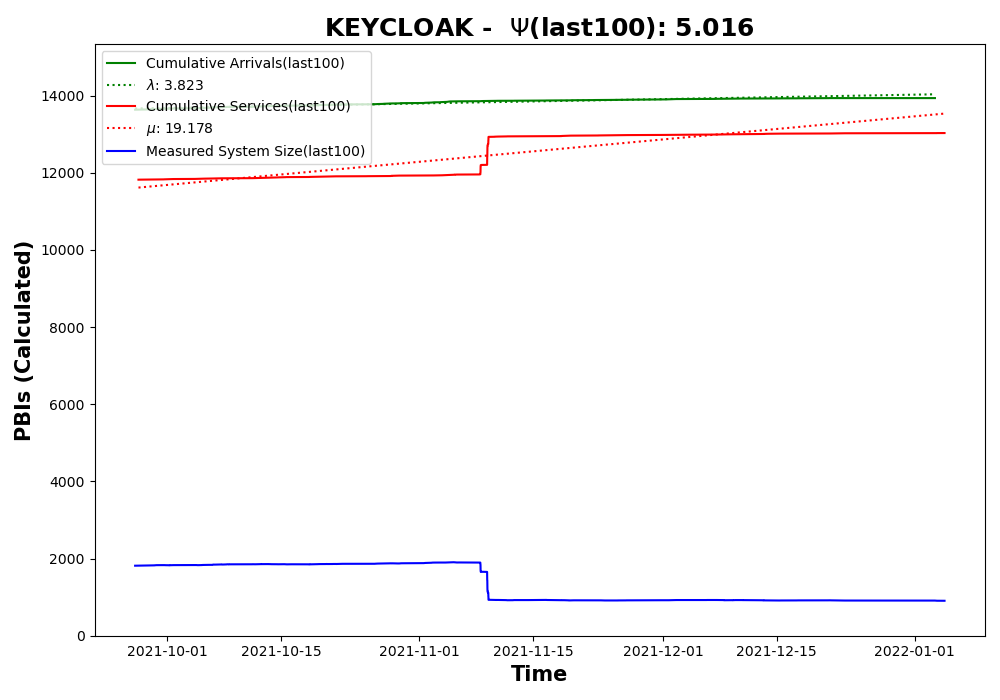 KEYCLOAK - Ψ(last100): 5.016
Cumulative Arrivals(last100)
λ: 3.823
Cumulative Services(last100)
μ: 19.178
Measured System Size(last100)
PBIs (Calculated)
14000
12000
10000
8000
6000
4000
2000
0
2021-10-01
2021-10-15
2021-11-01
2021-11-15
2021-12-01
2021-12-15
2022-01-01
Time